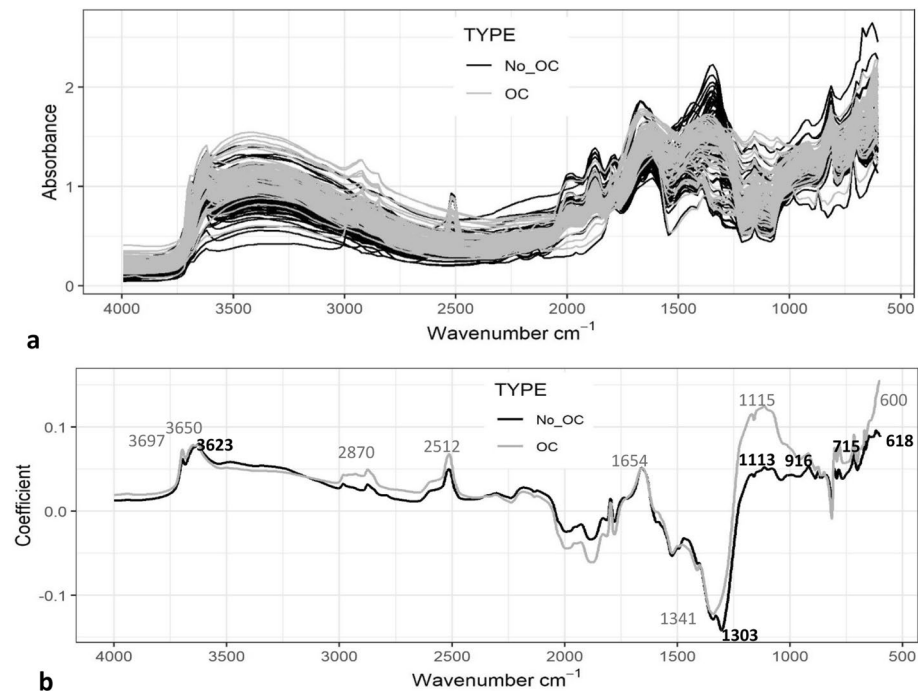 TYPE
No_OC
OC
Absorbance
2
1
0
4000 3500 3000 2500 2000 1500 1000 500
Wavenumber cm⁻¹
a
TYPE
No_OC
OC
Coefficient
0.1
0.0
-0.1
3697 3650 3623 2870 2512 1654 1115 1113 916 715 600 618
1341 1303
4000 3500 3000 2500 2000 1500 1000 500
Wavenumber cm⁻¹
b